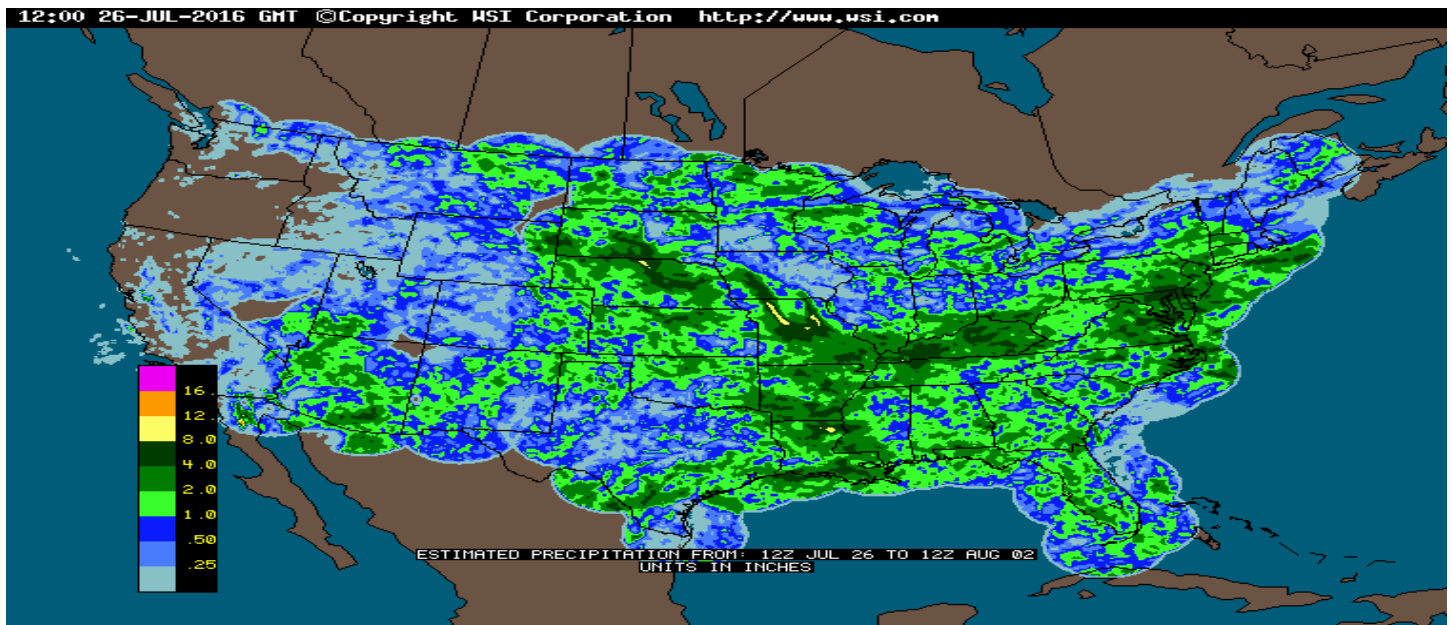 12:00 26-JUL-2016 GMT ©Copyright WSI Corporation http://www.wsi.com
16.
12.
8.0
4.0
2.0
1.0
.50
.25
ESTIMATED PRECIPITATION FROM: 12Z JUL 26 TO 12Z AUG 02
UNITS IN INCHES